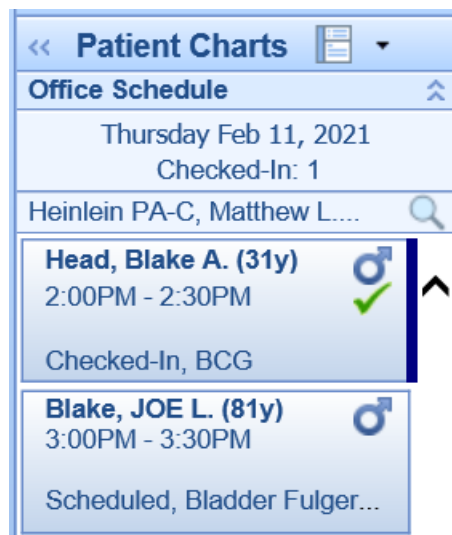 « Patient Charts
Office Schedule
Thursday Feb 11, 2021
Checked-In: 1
Heinlein PA-C, Matthew L....
Head, Blake A. (31y)
2:00PM - 2:30PM
Checked-In, BCG
Blake, JOE L. (81y)
3:00PM - 3:30PM
Scheduled, Bladder Fulger...